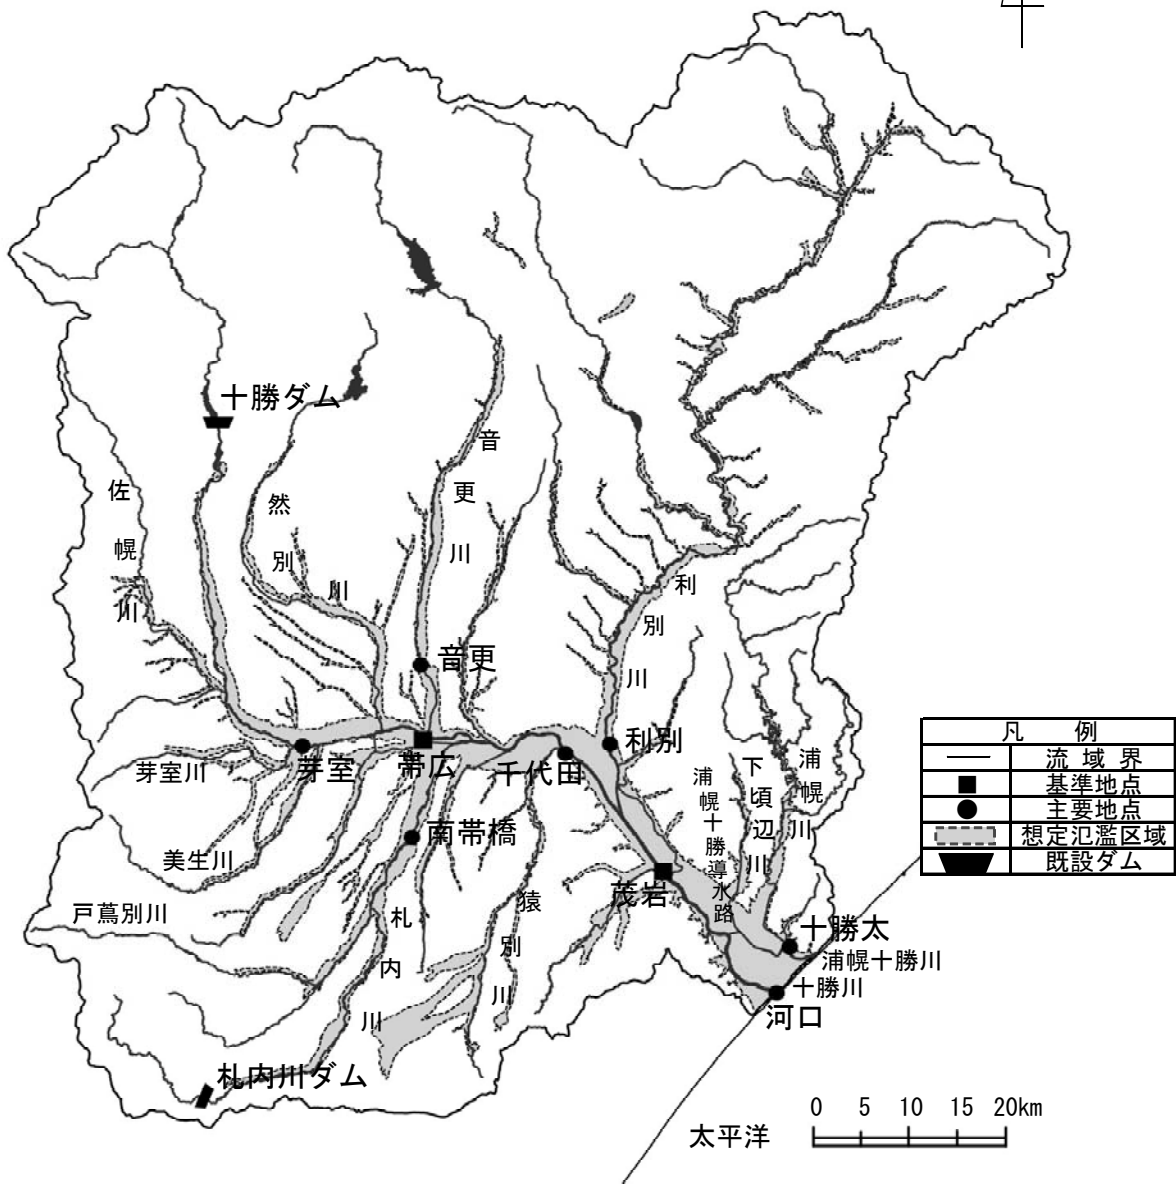 十勝ダム
佐幌川
然別川
音更川
利別川
音更
芽室
帯広
千代田
利別
芽室川
南帯橋
美生川
戸蔦別川
札内川
猿別川
茂岩
浦幌十勝導水路
下頃辺川
浦幌川
十勝太
浦幌十勝川
十勝川
河口
札内川ダム
太平洋
凡 例
流 域 界
基準地点
主要地点
想定氾濫区域
既設ダム
0 5 10 15 20km